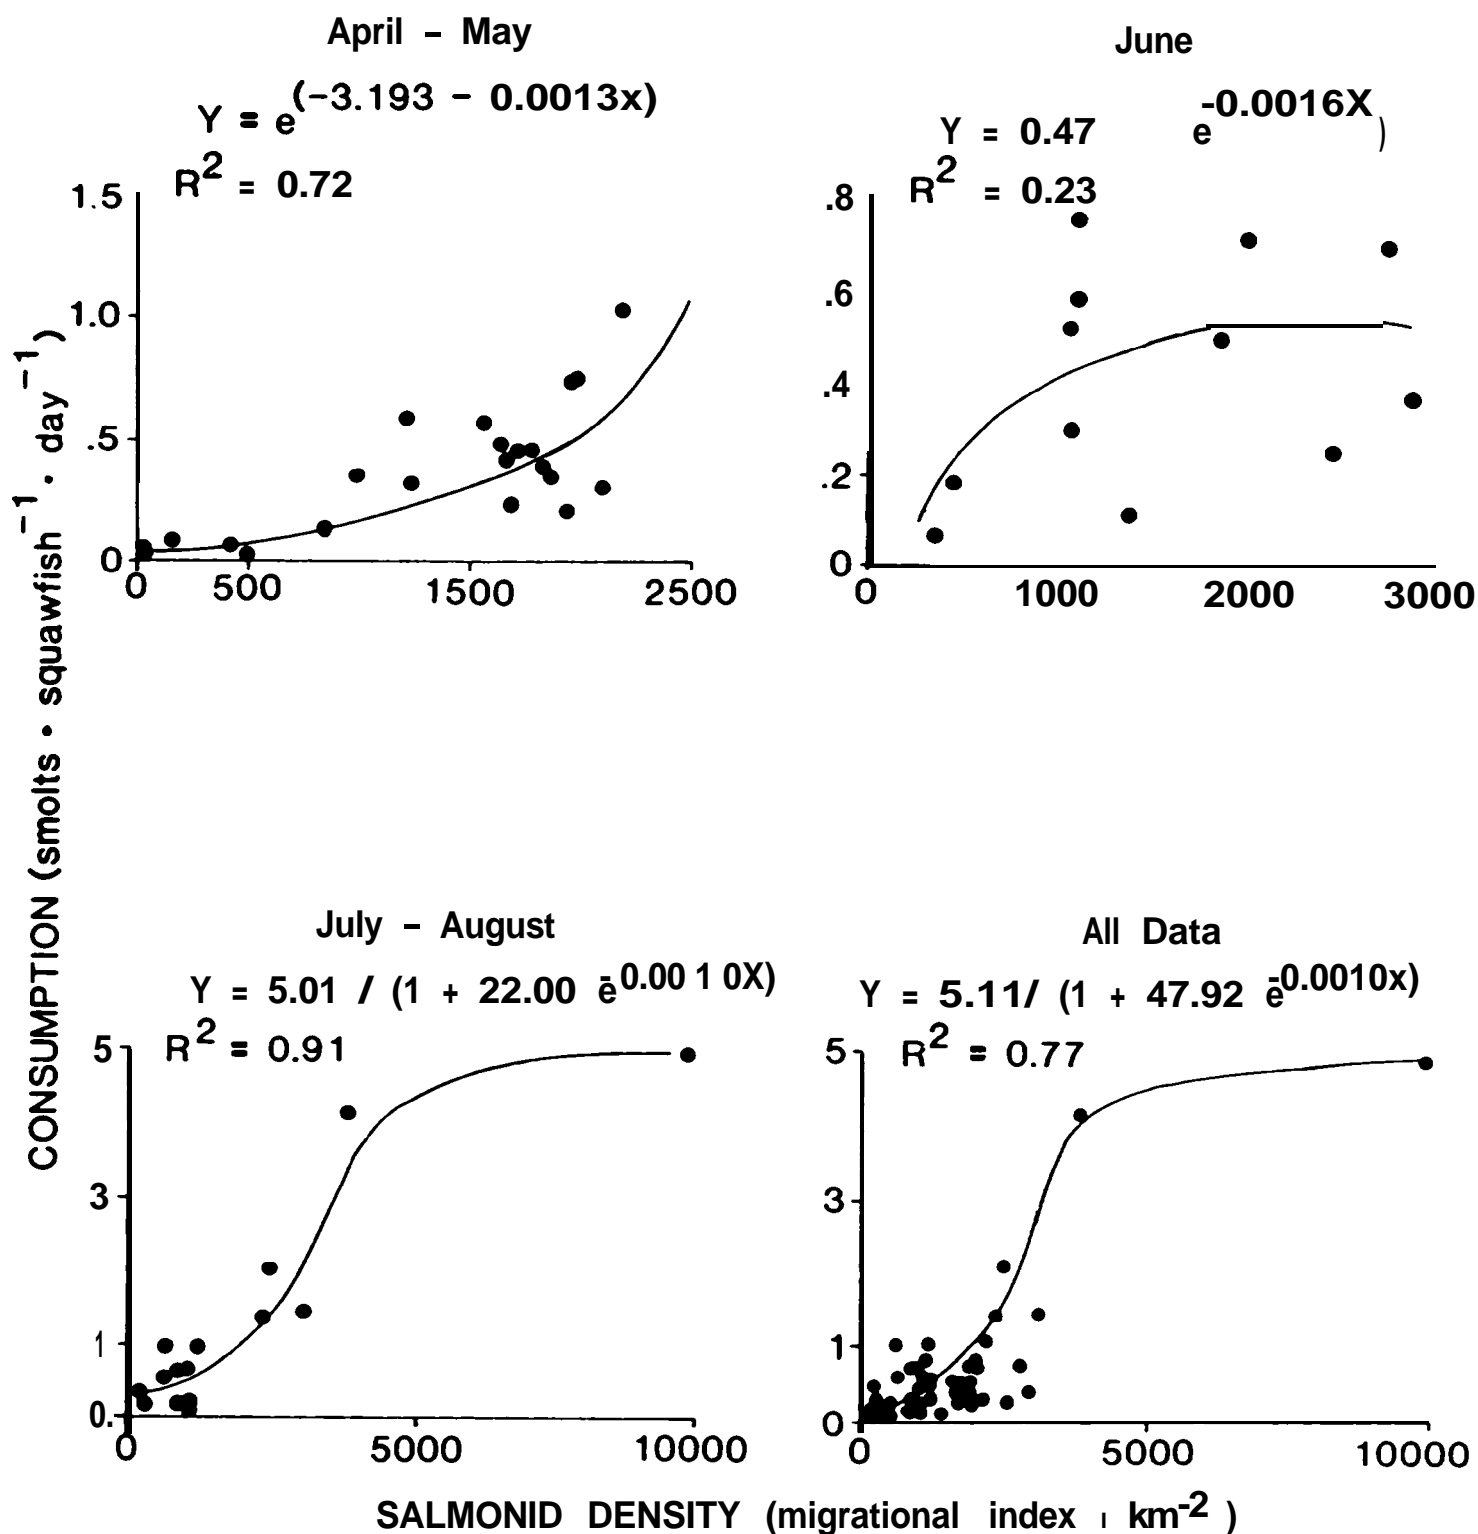 April – May
Y = e^(-3.193 – 0.0013x)
R² = 0.72
1.5
1.0
.5
0
0 500 1500 2500
June
Y = 0.47 e^-0.0016X )
R² = 0.23
.8
.6
.4
.2
0
0 1000 2000 3000
CONSUMPTION (smolts • squawfish⁻¹ • day⁻¹)
July – August
Y = 5.01 / (1 + 22.00 e^-0.00 1 0X)
R² = 0.91
5
3
1
0.
0 5000 10000
All Data
Y = 5.11/ (1 + 47.92 e^-0.0010x)
R² = 0.77
5
3
1
0
0 5000 10000
SALMONID DENSITY (migrational index ı km⁻²)